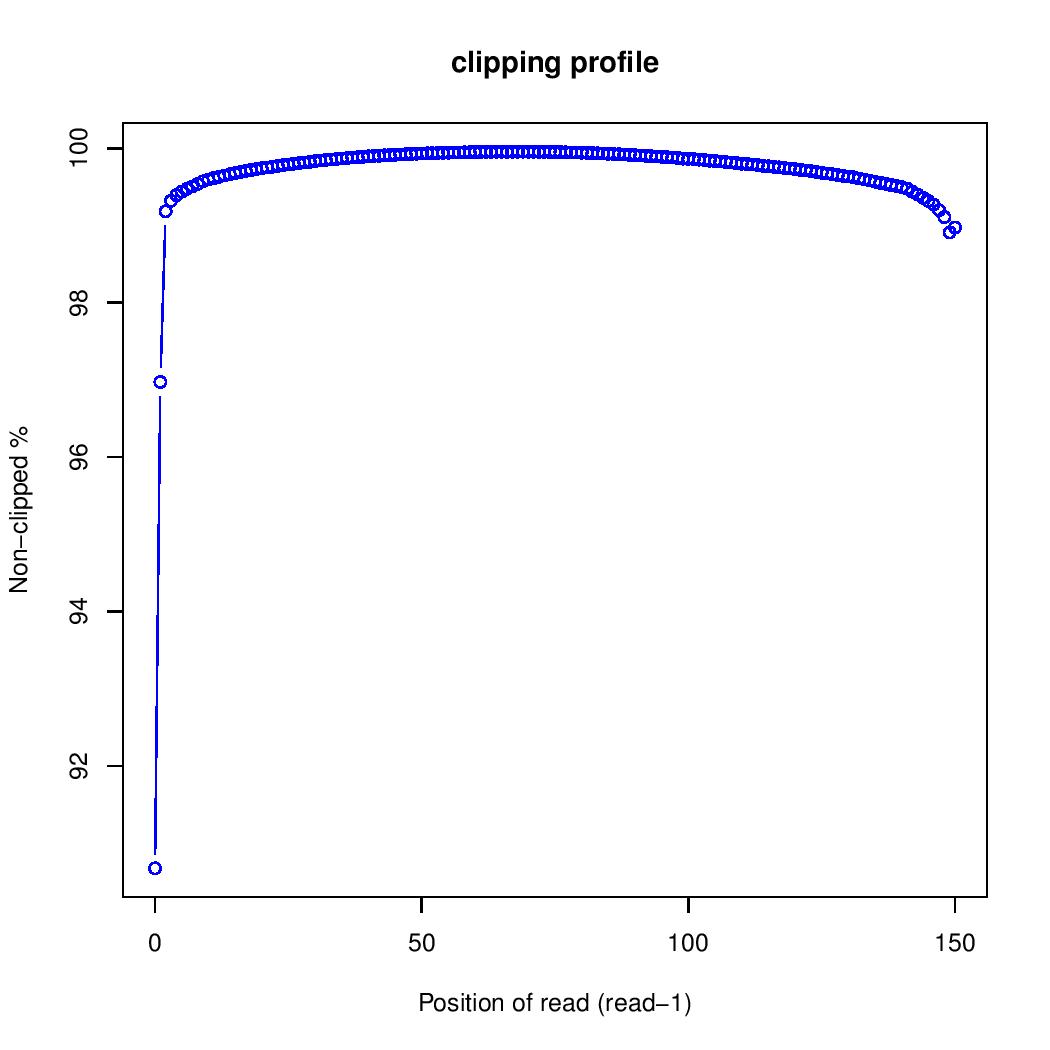 clipping profile
100
98
96
94
92
Non−clipped %
0 50 100 150
Position of read (read−1)